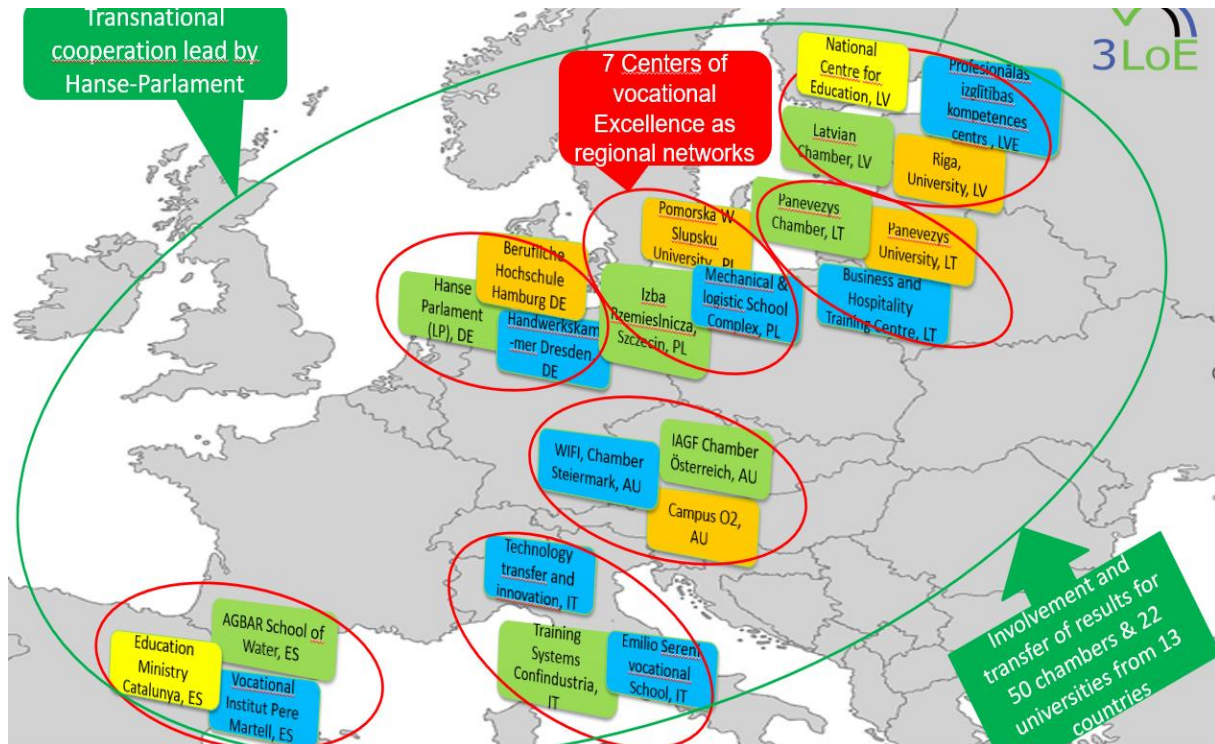 Transnational
cooperation lead by
Hanse-Parlament
7 Centers of
vocational
Excellence as
regional networks
3LoE
National
Centre for
Education, LV
Profesionālas
izglītības
kompetences
centrs , LVE
Latvian
Chamber, LV
Riga,
University, LV
Pomorska W
Slupsku
University, PL
Izba
Rzemieslnicza,
Szczecin, PL
Mechanical &
logistic School
Complex, PL
Panevezys
Chamber, LT
Panevezys
University, LT
Business and
Hospitality
Training Centre, LT
Berufliche
Hochschule
Hamburg DE
Hanse
Parlament
(LP), DE
Handwerkskam
-mer Dresden,
DE
WIFI, Chamber
Steiermark, AU
IAGF Chamber
Österreich, AU
Campus O2,
AU
Technology
transfer and
innovation, IT
Training
Systems
Confindustria,
IT
Emilio Sereni
vocational
School, IT
AGBAR School of
Water, ES
Education
Ministry
Catalunya, ES
Vocational
Institut Pere
Martell, ES
Involvement and
transfer of results for
50 chambers & 22
universities from 13
countries